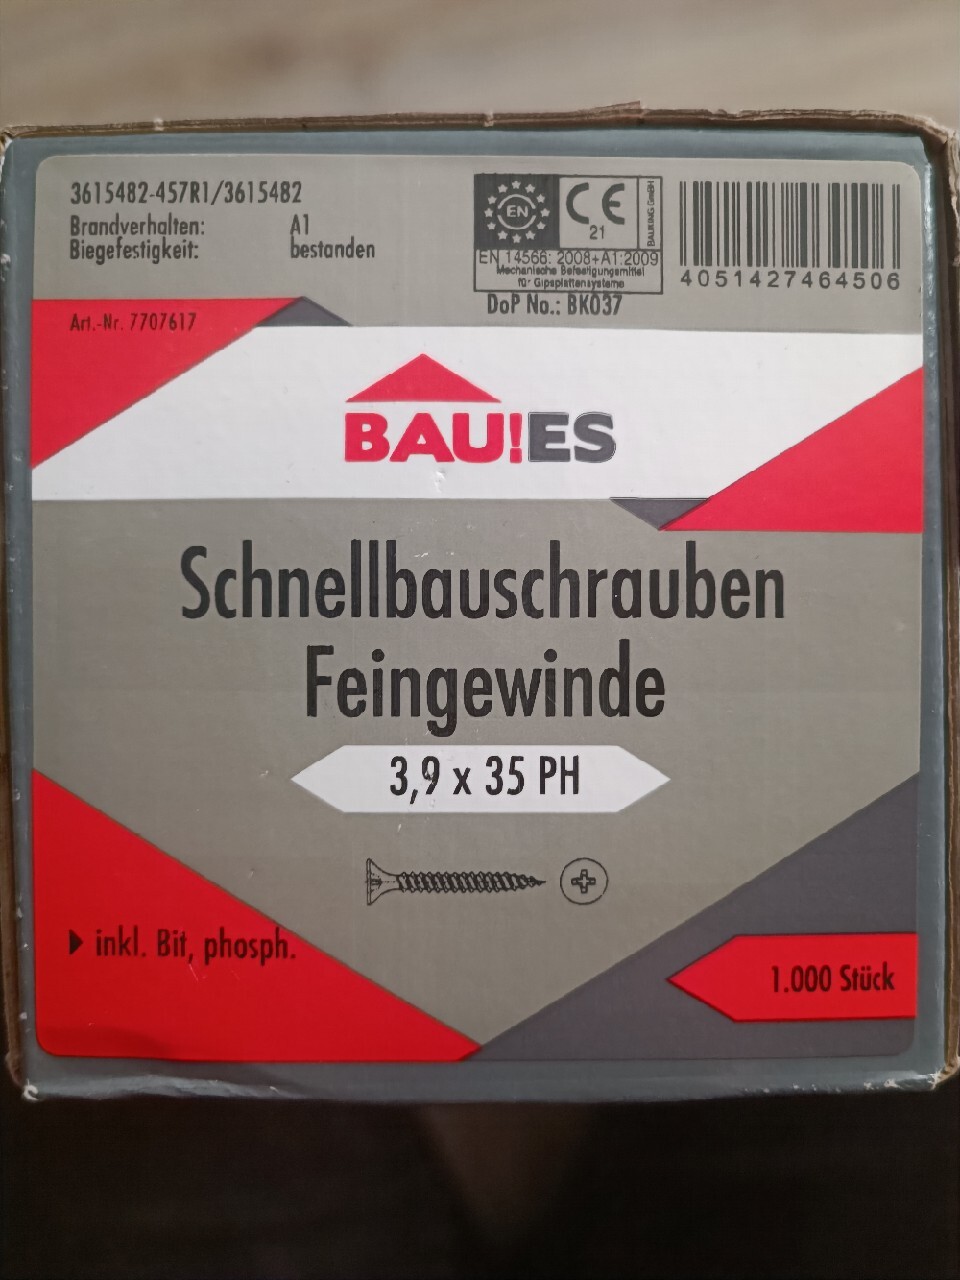 3615482-457R1/3615482
Brandverhalten: A1
Biegefestigkeit: bestanden
EN
CE
21
BAUKING GmbH
EN 14566: 2008+A1:2009
Mechanische Befestigungsmittel
für Gipsplattensysteme
DoP No.: BK037
4051427464506
Art.-Nr. 7707617
BAU!ES
Schnellbauschrauben
Feingewinde
3,9 x 35 PH
inkl. Bit, phosph.
1.000 Stück